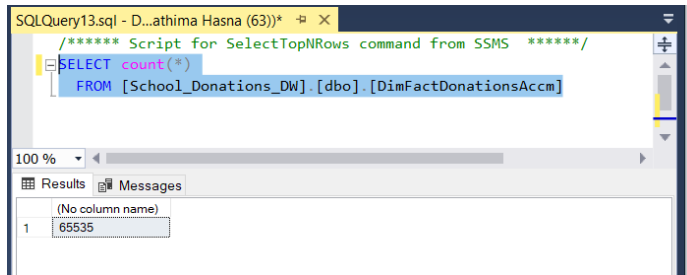 SQLQuery13.sql - D...athima Hasna (63))*
/****** Script for SelectTopNRows command from SSMS ******/
SELECT count(*)
FROM [School_Donations_DW].[dbo].[DimFactDonationsAccm]
100 %
Results Messages
(No column name)
1 65535